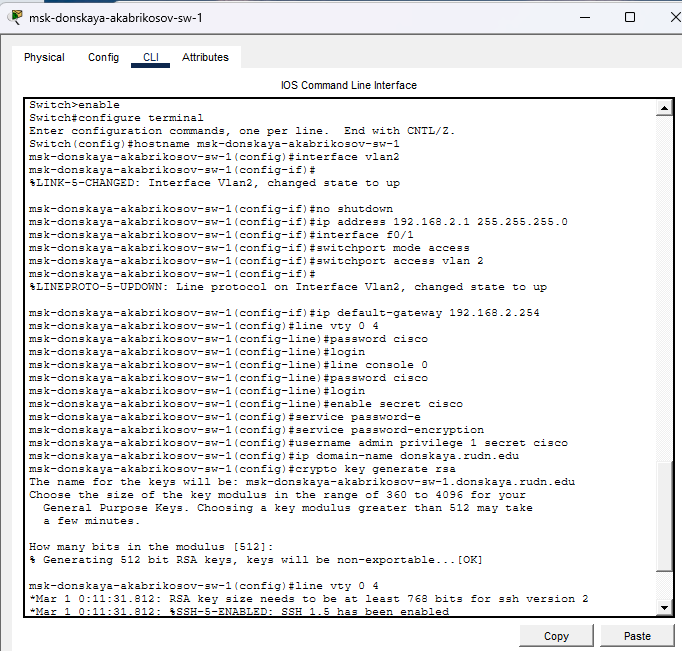 msk-donskaya-akabrikosov-sw-1
Physical Config CLI Attributes
IOS Command Line Interface
Switch>enable
Switch#configure terminal
Enter configuration commands, one per line.  End with CNTL/Z.
Switch(config)#hostname msk-donskaya-akabrikosov-sw-1
msk-donskaya-akabrikosov-sw-1(config)#interface vlan2
msk-donskaya-akabrikosov-sw-1(config-if)#
%LINK-5-CHANGED: Interface Vlan2, changed state to up
msk-donskaya-akabrikosov-sw-1(config-if)#no shutdown
msk-donskaya-akabrikosov-sw-1(config-if)#ip address 192.168.2.1 255.255.255.0
msk-donskaya-akabrikosov-sw-1(config-if)#interface f0/1
msk-donskaya-akabrikosov-sw-1(config-if)#switchport mode access
msk-donskaya-akabrikosov-sw-1(config-if)#switchport access vlan 2
msk-donskaya-akabrikosov-sw-1(config-if)#
%LINEPROTO-5-UPDOWN: Line protocol on Interface Vlan2, changed state to up
msk-donskaya-akabrikosov-sw-1(config-if)#ip default-gateway 192.168.2.254
msk-donskaya-akabrikosov-sw-1(config)#line vty 0 4
msk-donskaya-akabrikosov-sw-1(config-line)#password cisco
msk-donskaya-akabrikosov-sw-1(config-line)#login
msk-donskaya-akabrikosov-sw-1(config-line)#line console 0
msk-donskaya-akabrikosov-sw-1(config-line)#password cisco
msk-donskaya-akabrikosov-sw-1(config-line)#login
msk-donskaya-akabrikosov-sw-1(config-line)#enable secret cisco
msk-donskaya-akabrikosov-sw-1(config)#service password-e
msk-donskaya-akabrikosov-sw-1(config)#service password-encryption
msk-donskaya-akabrikosov-sw-1(config)#username admin privilege 1 secret cisco
msk-donskaya-akabrikosov-sw-1(config)#ip domain-name donskaya.rudn.edu
msk-donskaya-akabrikosov-sw-1(config)#crypto key generate rsa
The name for the keys will be: msk-donskaya-akabrikosov-sw-1.donskaya.rudn.edu
Choose the size of the key modulus in the range of 360 to 4096 for your
General Purpose Keys. Choosing a key modulus greater than 512 may take
a few minutes.
How many bits in the modulus [512]:
% Generating 512 bit RSA keys, keys will be non-exportable...[OK]
msk-donskaya-akabrikosov-sw-1(config)#line vty 0 4
*Mar 1 0:11:31.812: RSA key size needs to be at least 768 bits for ssh version 2
*Mar 1 0:11:31.812: %SSH-5-ENABLED: SSH 1.5 has been enabled
Copy Paste